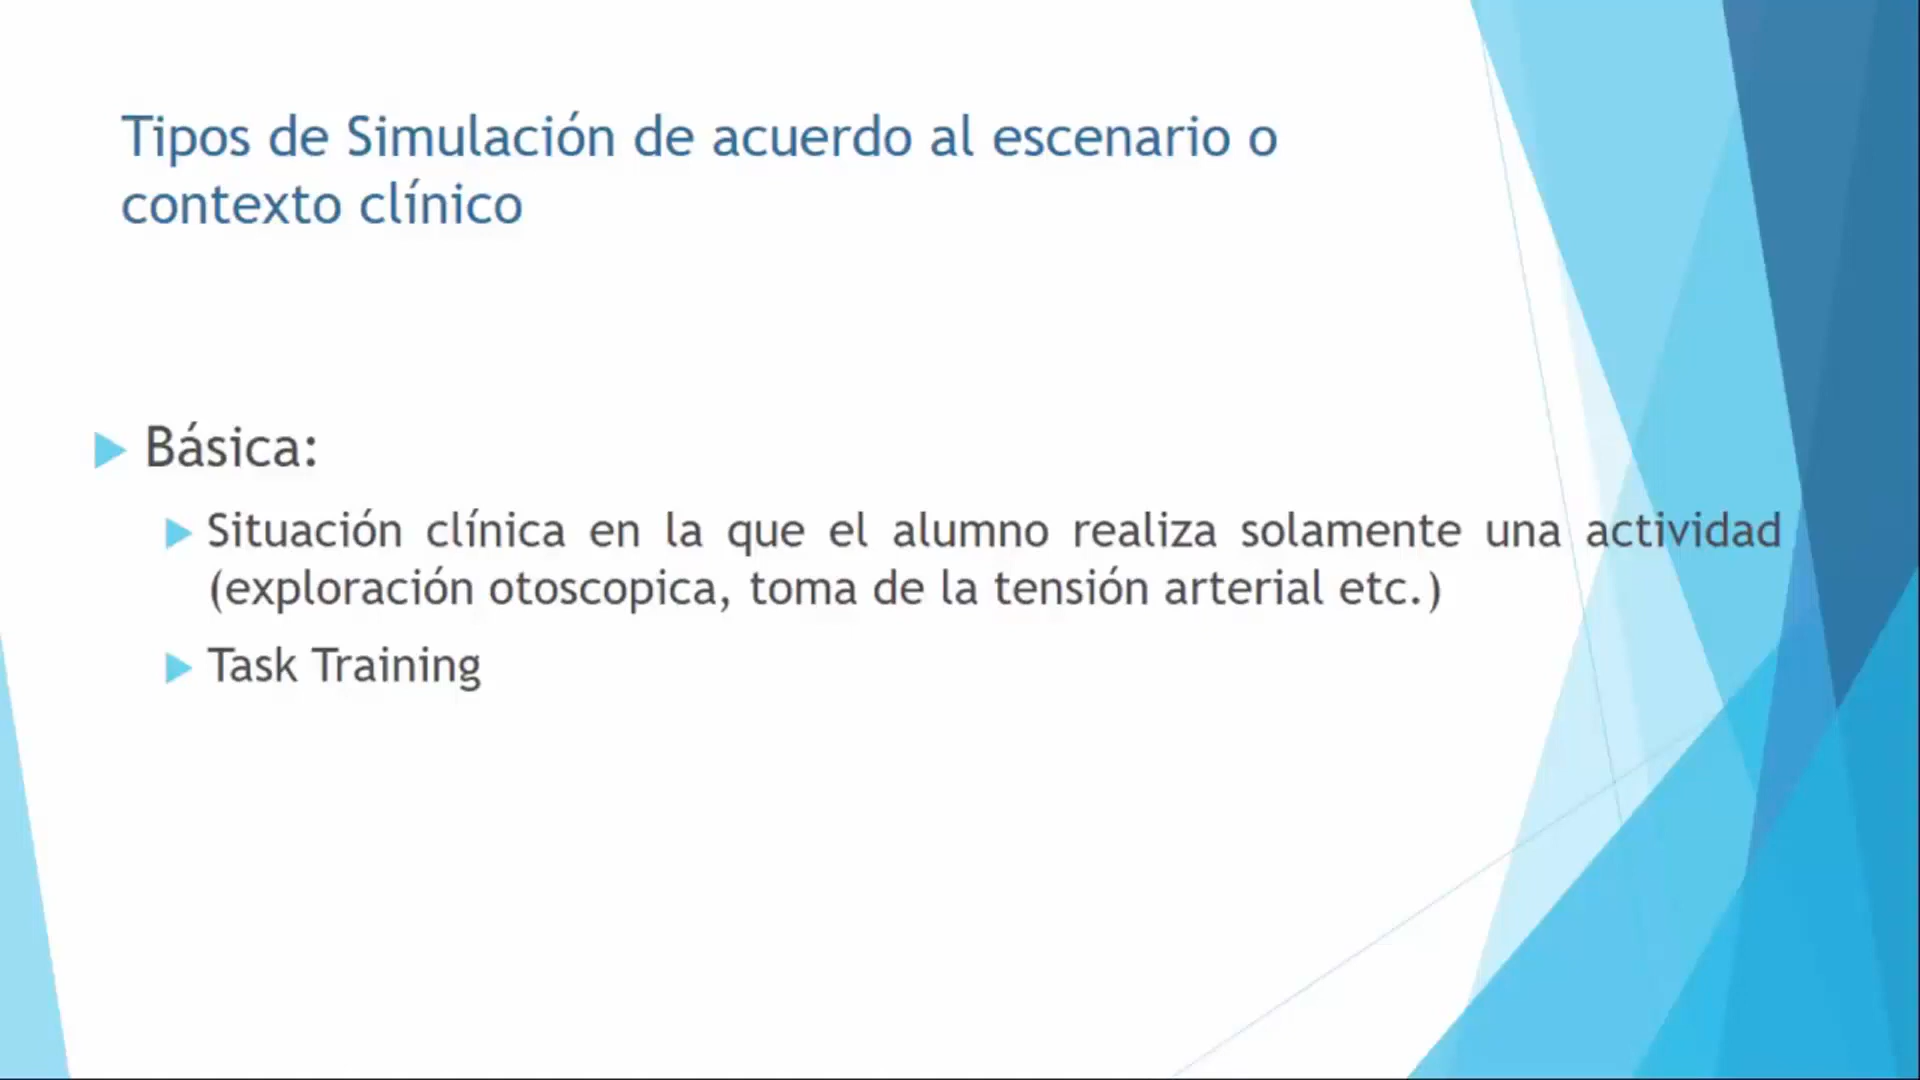 Tipos de Simulación de acuerdo al escenario o
contexto clínico
Básica:
Situación clínica en la que el alumno realiza solamente una actividad
(exploración otoscopica, toma de la tensión arterial etc.)
Task Training